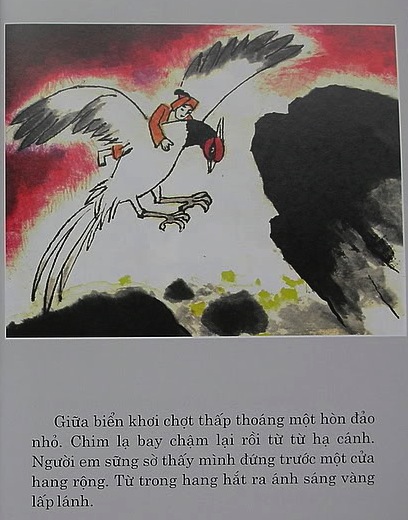 Giữa biển khơi chợt thấp thoáng một hòn đảo
nhỏ. Chim lạ bay chậm lại rồi từ từ hạ cánh.
Người em sững sờ thấy mình đứng trước một cửa
hang rộng. Từ trong hang hắt ra ánh sáng vàng
lấp lánh.